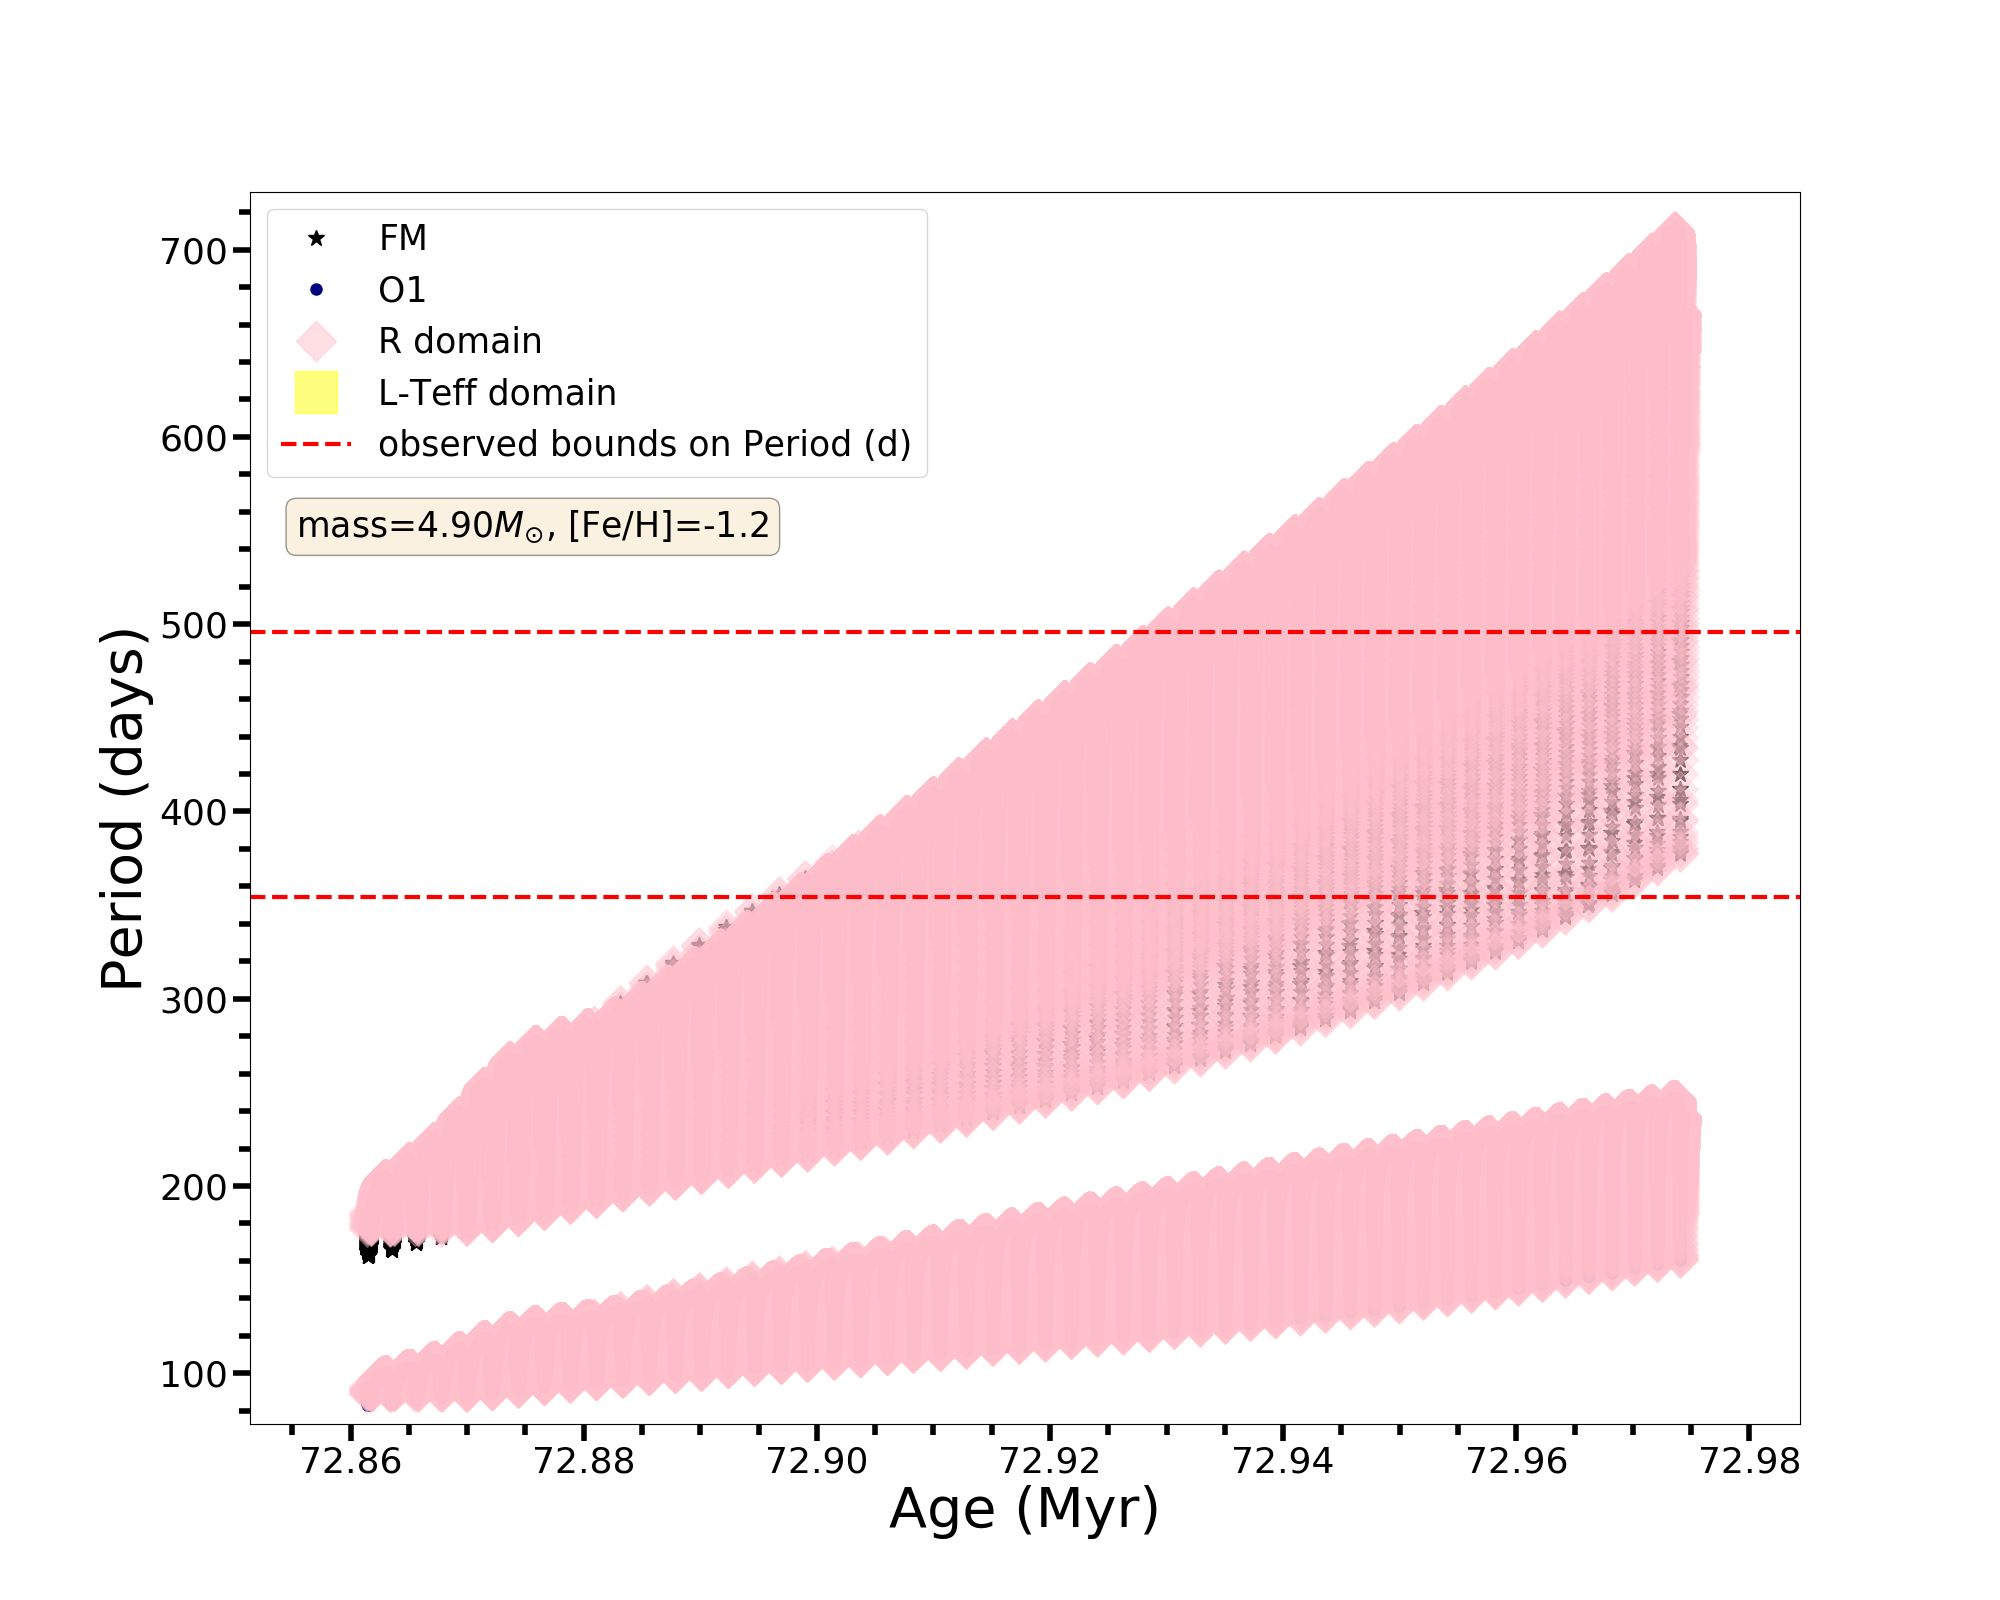 FM
O1
R domain
L-Teff domain
observed bounds on Period (d)
mass=4.90M⊙, [Fe/H]=-1.2
Period (days)
700
600
500
400
300
200
100
72.86 72.88 72.90 72.92 72.94 72.96 72.98
Age (Myr)